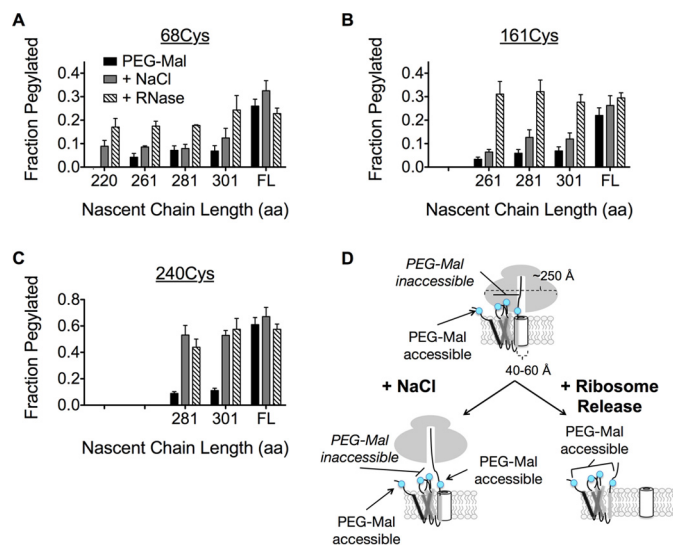 A
68Cys
PEG-Mal
+ NaCl
+ RNase
Fraction Pegylated
0.4
0.3
0.2
0.1
0.0
220 261 281 301 FL
Nascent Chain Length (aa)
B
161Cys
Fraction Pegylated
0.4
0.3
0.2
0.1
0.0
261 281 301 FL
Nascent Chain Length (aa)
C
240Cys
Fraction Pegylated
0.8
0.6
0.4
0.2
0.0
281 301 FL
Nascent Chain Length (aa)
D
PEG-Mal
inaccessible
~250 Å
PEG-Mal
accessible
40-60 Å
+ NaCl
+ Ribosome
Release
PEG-Mal
inaccessible
PEG-Mal
accessible
PEG-Mal
accessible
PEG-Mal
accessible